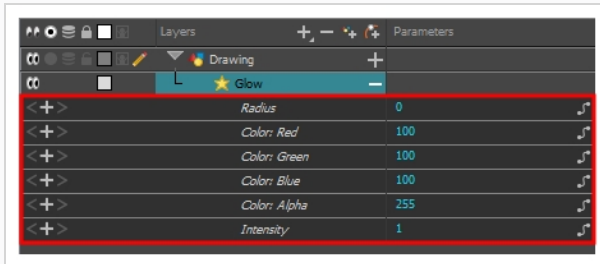 Layers Parameters
Drawing
Glow
Radius 0
Color: Red 100
Color: Green 100
Color: Blue 100
Color: Alpha 255
Intensity 1